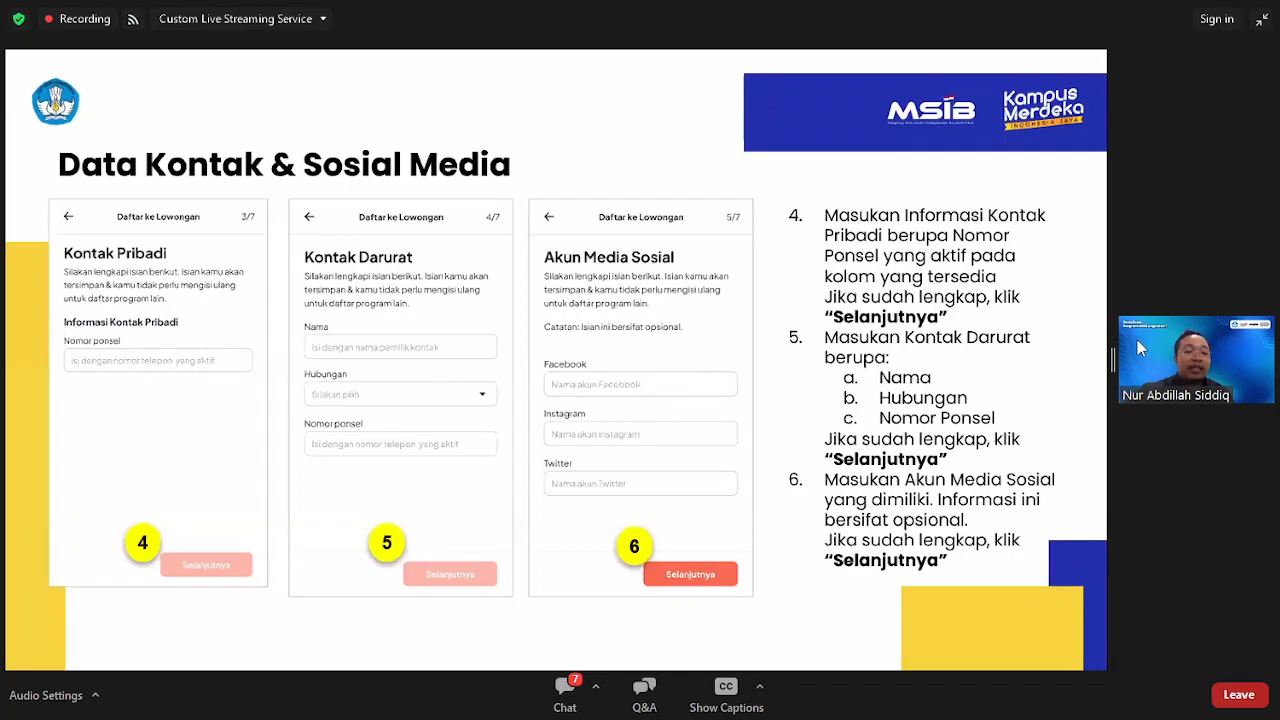 Recording
Custom Live Streaming Service
Sign in
MSiB
Kampus
Merdeka
INDONESIA JAYA
Data Kontak & Sosial Media
Daftar ke Lowongan 3/7
Kontak Pribadi
Silakan lengkapi isian berikut. Isian kamu akan
tersimpan & kamu tidak perlu mengisi ulang
untuk daftar program lain.
Informasi Kontak Pribadi
Nomor ponsel
Isi dengan nomor telepon yang aktif
4
Selanjutnya
Daftar ke Lowongan 4/7
Kontak Darurat
Silakan lengkapi isian berikut. Isian kamu akan
tersimpan & kamu tidak perlu mengisi ulang
untuk daftar program lain.
Nama
Isi dengan nama pemilik kontak
Hubungan
Silakan pilih
Nomor ponsel
Isi dengan nomor telepon yang aktif
5
Selanjutnya
Daftar ke Lowongan 5/7
Akun Media Sosial
Silakan lengkapi isian berikut. Isian kamu akan
tersimpan & kamu tidak perlu mengisi ulang
untuk daftar program lain.
Catatan: Isian ini bersifat opsional.
Facebook
Nama akun Facebook
Instagram
Nama akun Instagram
Twitter
Nama akun Twitter
6
Selanjutnya
4. Masukan Informasi Kontak
Pribadi berupa Nomor
Ponsel yang aktif pada
kolom yang tersedia
Jika sudah lengkap, klik
“Selanjutnya”
5. Masukan Kontak Darurat
berupa:
a. Nama
b. Hubungan
c. Nomor Ponsel
Jika sudah lengkap, klik
“Selanjutnya”
6. Masukan Akun Media Sosial
yang dimiliki. Informasi ini
bersifat opsional.
Jika sudah lengkap, klik
“Selanjutnya”
Nur Abdillah Siddiq
Audio Settings
7
Chat
Q&A
CC
Show Captions
Leave